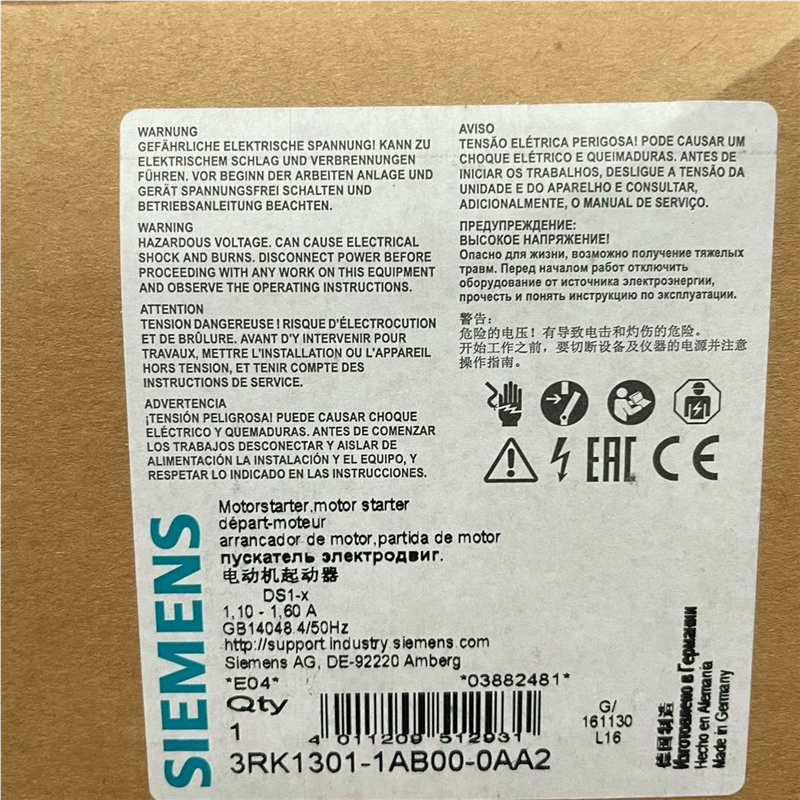 WARNUNG
GEFÄHRLICHE ELEKTRISCHE SPANNUNG! KANN ZU
ELEKTRISCHEM SCHLAG UND VERBRENNUNGEN
FÜHREN. VOR BEGINN DER ARBEITEN ANLAGE UND
GERÄT SPANNUNGSFREI SCHALTEN UND
BETRIEBSANLEITUNG BEACHTEN.
WARNING
HAZARDOUS VOLTAGE. CAN CAUSE ELECTRICAL
SHOCK AND BURNS. DISCONNECT POWER BEFORE
PROCEEDING WITH ANY WORK ON THIS EQUIPMENT
AND OBSERVE THE OPERATING INSTRUCTIONS.
ATTENTION
TENSION DANGEREUSE ! RISQUE D'ÉLECTROCUTION
ET DE BRÛLURE. AVANT D'Y INTERVENIR POUR
TRAVAUX, METTRE L'INSTALLATION OU L'APPAREIL
HORS TENSION, ET TENIR COMPTE DES
INSTRUCTIONS DE SERVICE.
ADVERTENCIA
¡TENSIÓN PELIGROSA! PUEDE CAUSAR CHOQUE
ELÉCTRICO Y QUEMADURAS. ANTES DE COMENZAR
LOS TRABAJOS DESCONECTAR Y AISLAR DE
ALIMENTACIÓN LA INSTALACIÓN Y EL EQUIPO, Y
RESPETAR LO INDICADO EN LAS INSTRUCCIONES.
AVISO
TENSÃO ELÉTRICA PERIGOSA! PODE CAUSAR UM
CHOQUE ELÉTRICO E QUEIMADURAS. ANTES DE
INICIAR OS TRABALHOS, DESLIGUE A TENSÃO DA
UNIDADE E DO APARELHO E CONSULTAR,
ADICIONALMENTE, O MANUAL DE SERVIÇO.
ПРЕДУПРЕЖДЕНИЕ:
ВЫСОКОЕ НАПРЯЖЕНИЕ!
Опасно для жизни, возможно получение тяжелых
травм. Перед началом работ отключить
оборудование от источника электроэнергии,
прочесть и понять инструкцию по эксплуатации.
警告:
危险的电压! 有导致电击和灼伤的危险。
开始工作之前, 要切断设备及仪器的电源并注意
操作指南。
EAC CE
SIEMENS
Motorstarter,motor starter
départ-moteur
arrancador de motor,partida de motor
пускатель электродвиг.
电动机起动器
DS1-x
1,10 - 1,60 A
GB14048.4/50Hz
http://support.industry.siemens.com
Siemens AG, DE-92220 Amberg
*E04* *03882481*
Qty
1
4 011209 512931
3RK1301-1AB00-0AA2
G/
161130
L16
德国制造
Изготовлено в Германии
Hecho en Alemania
Made in Germany